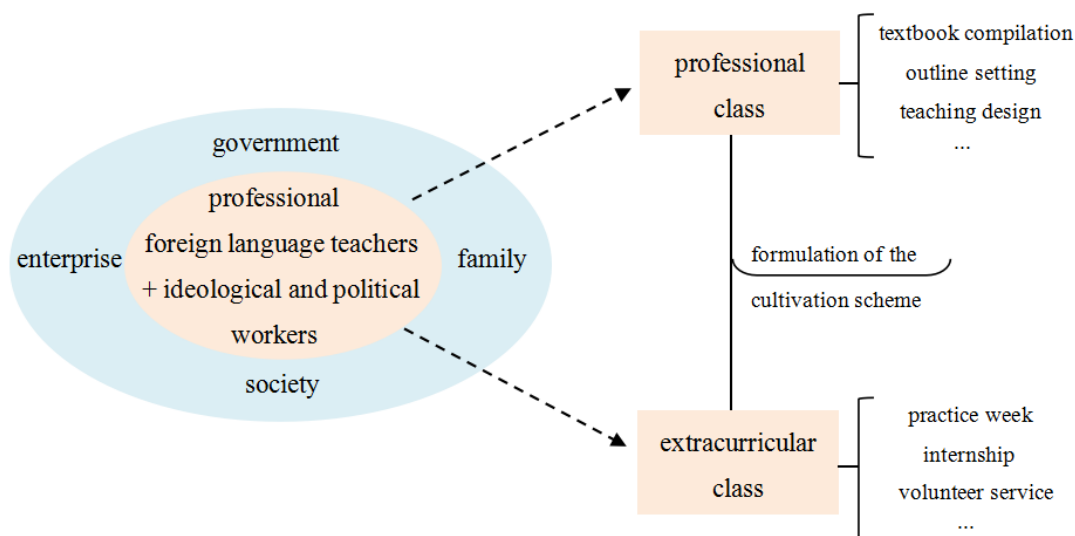 government
enterprise
professional
foreign language teachers
+ ideological and political
workers
family
society
professional
class
textbook compilation
outline setting
teaching design
...
formulation of the
cultivation scheme
extracurricular
class
practice week
internship
volunteer service
...